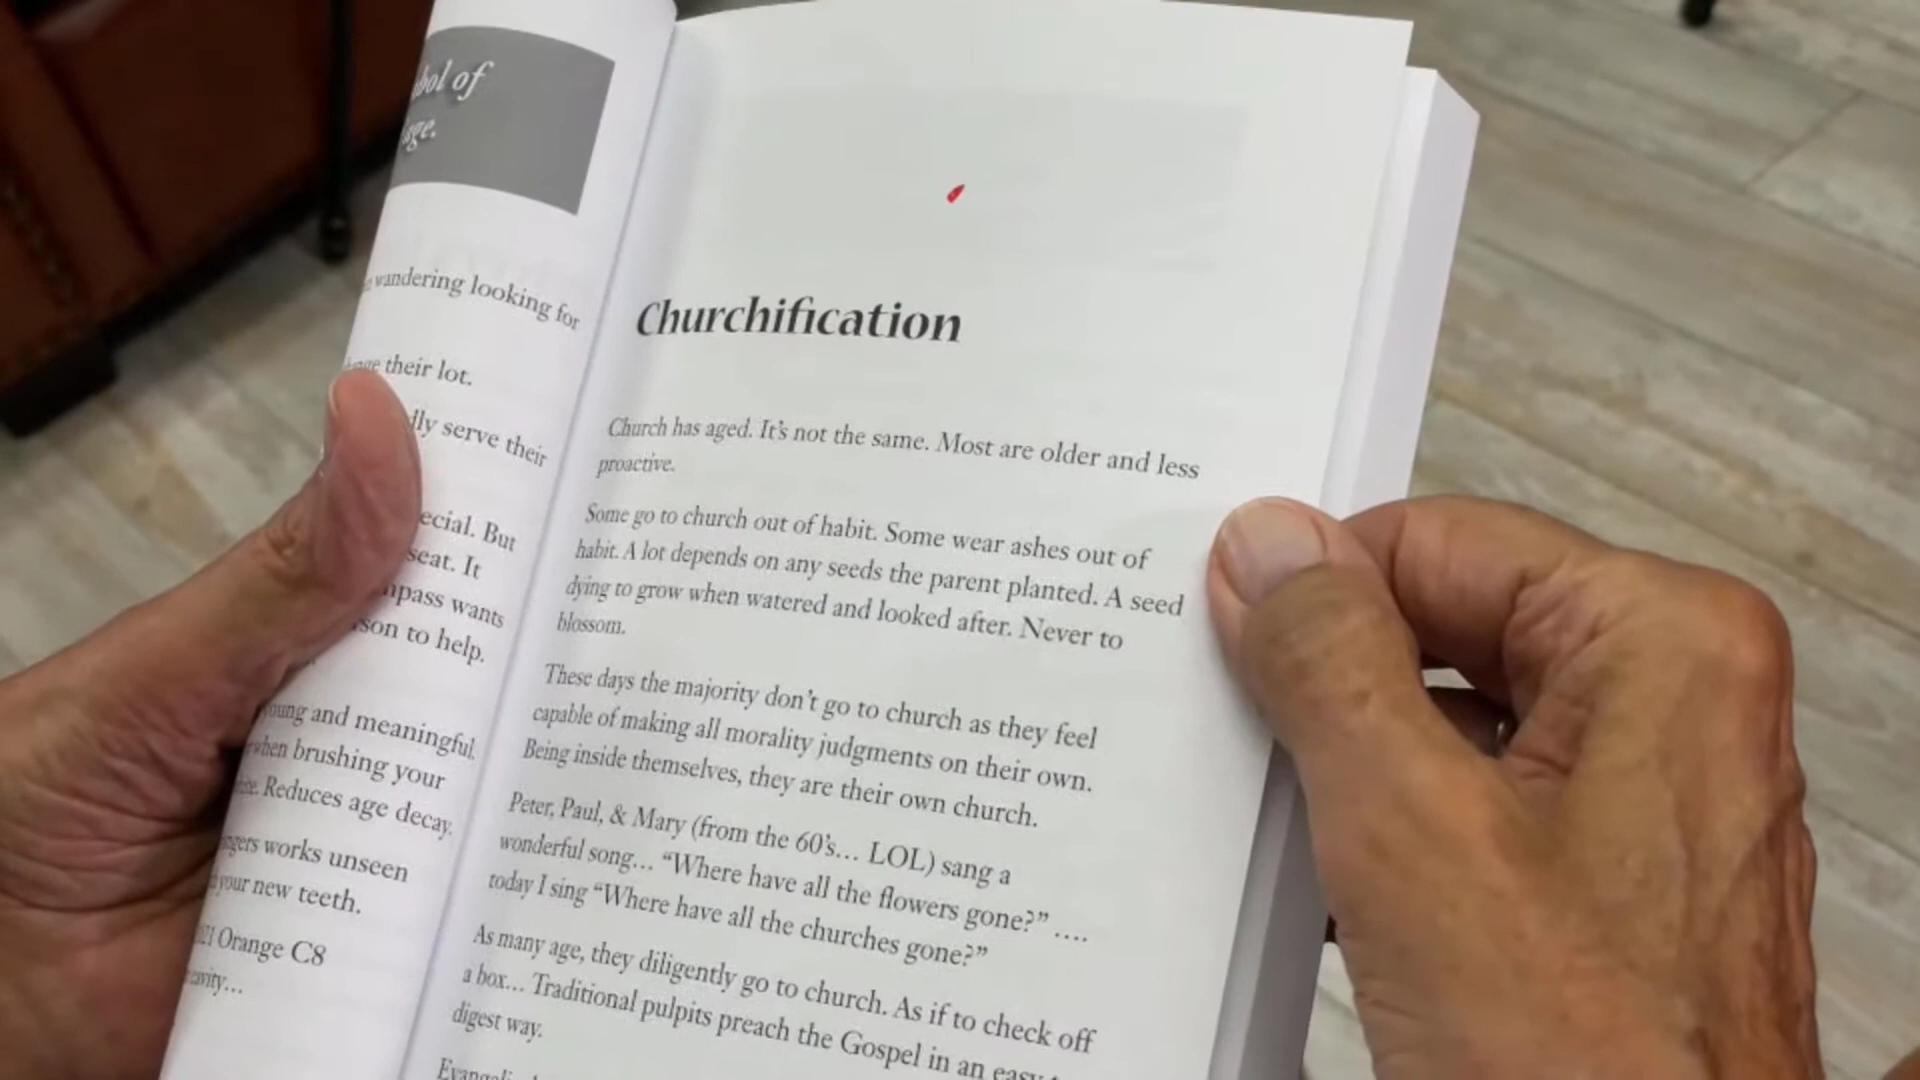 of
wandering looking for
their lot.
serve their
But
seat. It
wants
to help.
and meaningful.
when brushing your
Reduces age decay.
works unseen
your new teeth.
Orange C8
Churchification
Church has aged. It's not the same. Most are older and less
proactive.
Some go to church out of habit. Some wear ashes out of
habit. A lot depends on any seeds the parent planted. A seed
dying to grow when watered and looked after. Never to
blossom.
These days the majority don't go to church as they feel
capable of making all morality judgments on their own.
Being inside themselves, they are their own church.
Peter, Paul, & Mary (from the 60's... LOL) sang a
wonderful song... “Where have all the flowers gone?” ....
today I sing “Where have all the churches gone?”
As many age, they diligently go to church. As if to check off
a box... Traditional pulpits preach the Gospel in an
digest way.